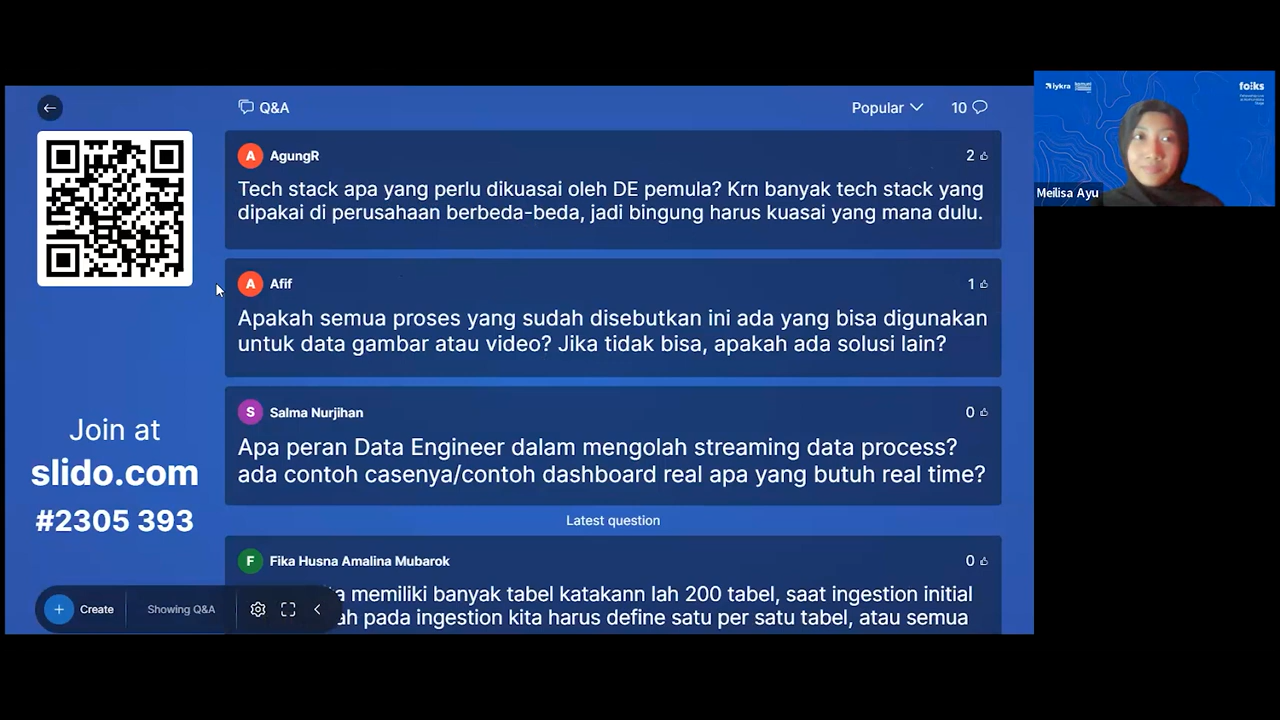 Q&A
Popular
10
A AgungR
2
Tech stack apa yang perlu dikuasai oleh DE pemula? Krn banyak tech stack yang
dipakai di perusahaan berbeda-beda, jadi bingung harus kuasai yang mana dulu.
A Afif
1
Apakah semua proses yang sudah disebutkan ini ada yang bisa digunakan
untuk data gambar atau video? Jika tidak bisa, apakah ada solusi lain?
S Salma Nurjihan
0
Apa peran Data Engineer dalam mengolah streaming data process?
ada contoh casenya/contoh dashboard real apa yang butuh real time?
Latest question
F Fika Husna Amalina Mubarok
0
memiliki banyak tabel katakann lah 200 tabel, saat ingestion initial
pada ingestion kita harus define satu per satu tabel, atau semua
Join at
slido.com
#2305 393
+ Create
Showing Q&A
lykra
fo/ks
Meilisa Ayu